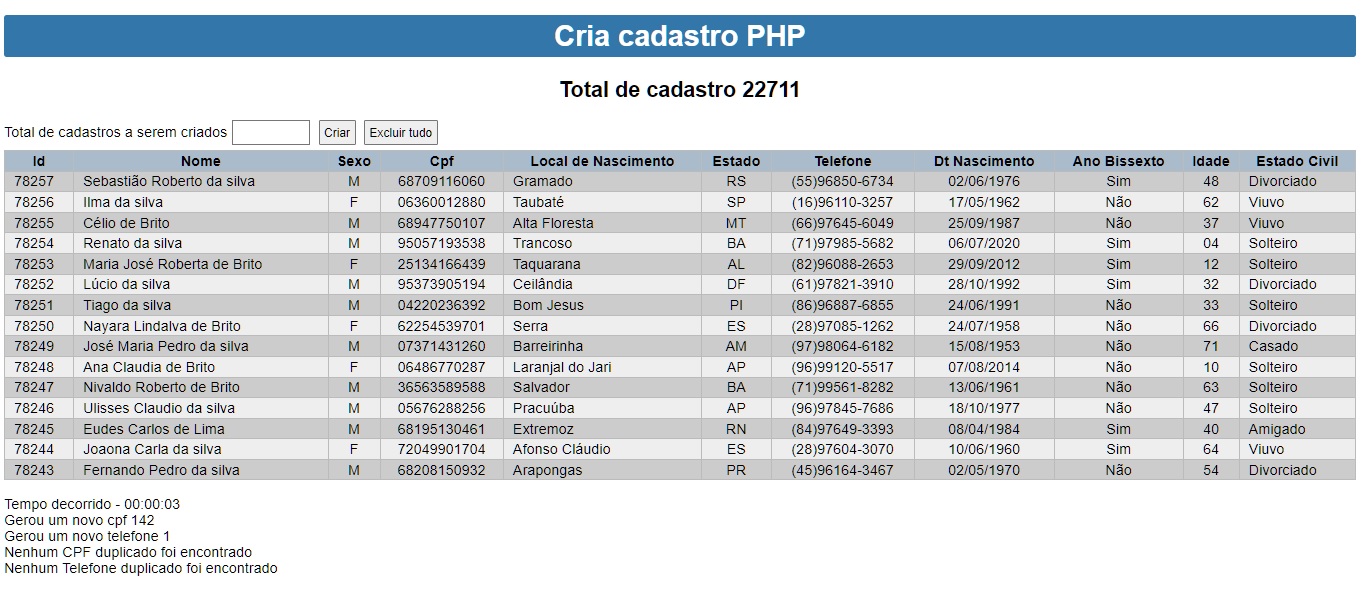 Cria cadastro PHP
Total de cadastro 22711
Total de cadastros a serem criados Criar Excluir tudo
Id Nome Sexo Cpf Local de Nascimento Estado Telefone Dt Nascimento Ano Bissexto Idade Estado Civil
78257 Sebastião Roberto da silva M 68709116060 Gramado RS (55)96850-6734 02/06/1976 Sim 48 Divorciado
78256 Ilma da silva F 06360012880 Taubaté SP (16)96110-3257 17/05/1962 Não 62 Viuvo
78255 Célio de Brito M 68947750107 Alta Floresta MT (66)97645-6049 25/09/1987 Não 37 Viuvo
78254 Renato da silva M 95057193538 Trancoso BA (71)97985-5682 06/07/2020 Sim 04 Solteiro
78253 Maria José Roberta de Brito F 25134166439 Taquarana AL (82)96088-2653 29/09/2012 Sim 12 Solteiro
78252 Lúcio da silva M 95373905194 Ceilândia DF (61)97821-3910 28/10/1992 Sim 32 Divorciado
78251 Tiago da silva M 04220236392 Bom Jesus PI (86)96887-6855 24/06/1991 Não 33 Solteiro
78250 Nayara Lindalva de Brito F 62254539701 Serra ES (28)97085-1262 24/07/1958 Não 66 Divorciado
78249 José Maria Pedro da silva M 07371431260 Barreirinha AM (97)98064-6182 15/08/1953 Não 71 Casado
78248 Ana Claudia de Brito F 06486770287 Laranjal do Jari AP (96)99120-5517 07/08/2014 Não 10 Solteiro
78247 Nivaldo Roberto de Brito M 36563589588 Salvador BA (71)99561-8282 13/06/1961 Não 63 Solteiro
78246 Ulisses Claudio da silva M 05676288256 Pracuúba AP (96)97845-7686 18/10/1977 Não 47 Solteiro
78245 Eudes Carlos de Lima M 68195130461 Extremoz RN (84)97649-3393 08/04/1984 Sim 40 Amigado
78244 Joaona Carla da silva F 72049901704 Afonso Cláudio ES (28)97604-3070 10/06/1960 Sim 64 Viuvo
78243 Fernando Pedro da silva M 68208150932 Arapongas PR (45)96164-3467 02/05/1970 Não 54 Divorciado
Tempo decorrido - 00:00:03
Gerou um novo cpf 142
Gerou um novo telefone 1
Nenhum CPF duplicado foi encontrado
Nenhum Telefone duplicado foi encontrado